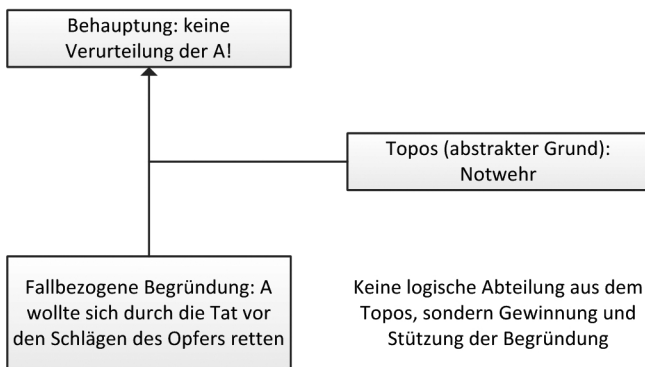 Behauptung: keine
Verurteilung der A!
Topos (abstrakter Grund):
Notwehr
Fallbezogene Begründung: A
wollte sich durch die Tat vor
den Schlägen des Opfers retten
Keine logische Abteilung aus dem
Topos, sondern Gewinnung und
Stützung der Begründung